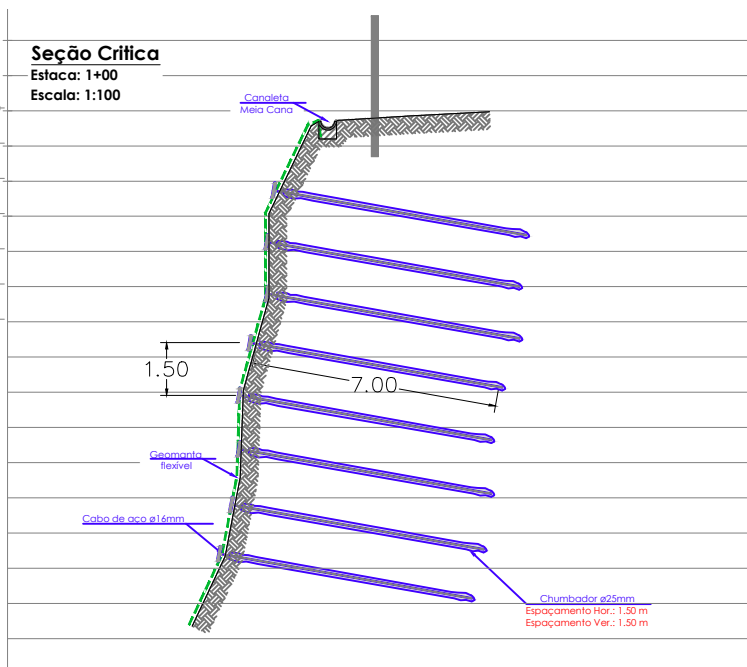 Seção Critica
Estaca: 1+00
Escala: 1:100
Canaleta
Meia Cana
1.50
7.00
Geomanta
flexível
Cabo de aço ø16mm
Chumbador ø25mm
Espaçamento Hor.: 1.50 m
Espaçamento Ver.: 1.50 m